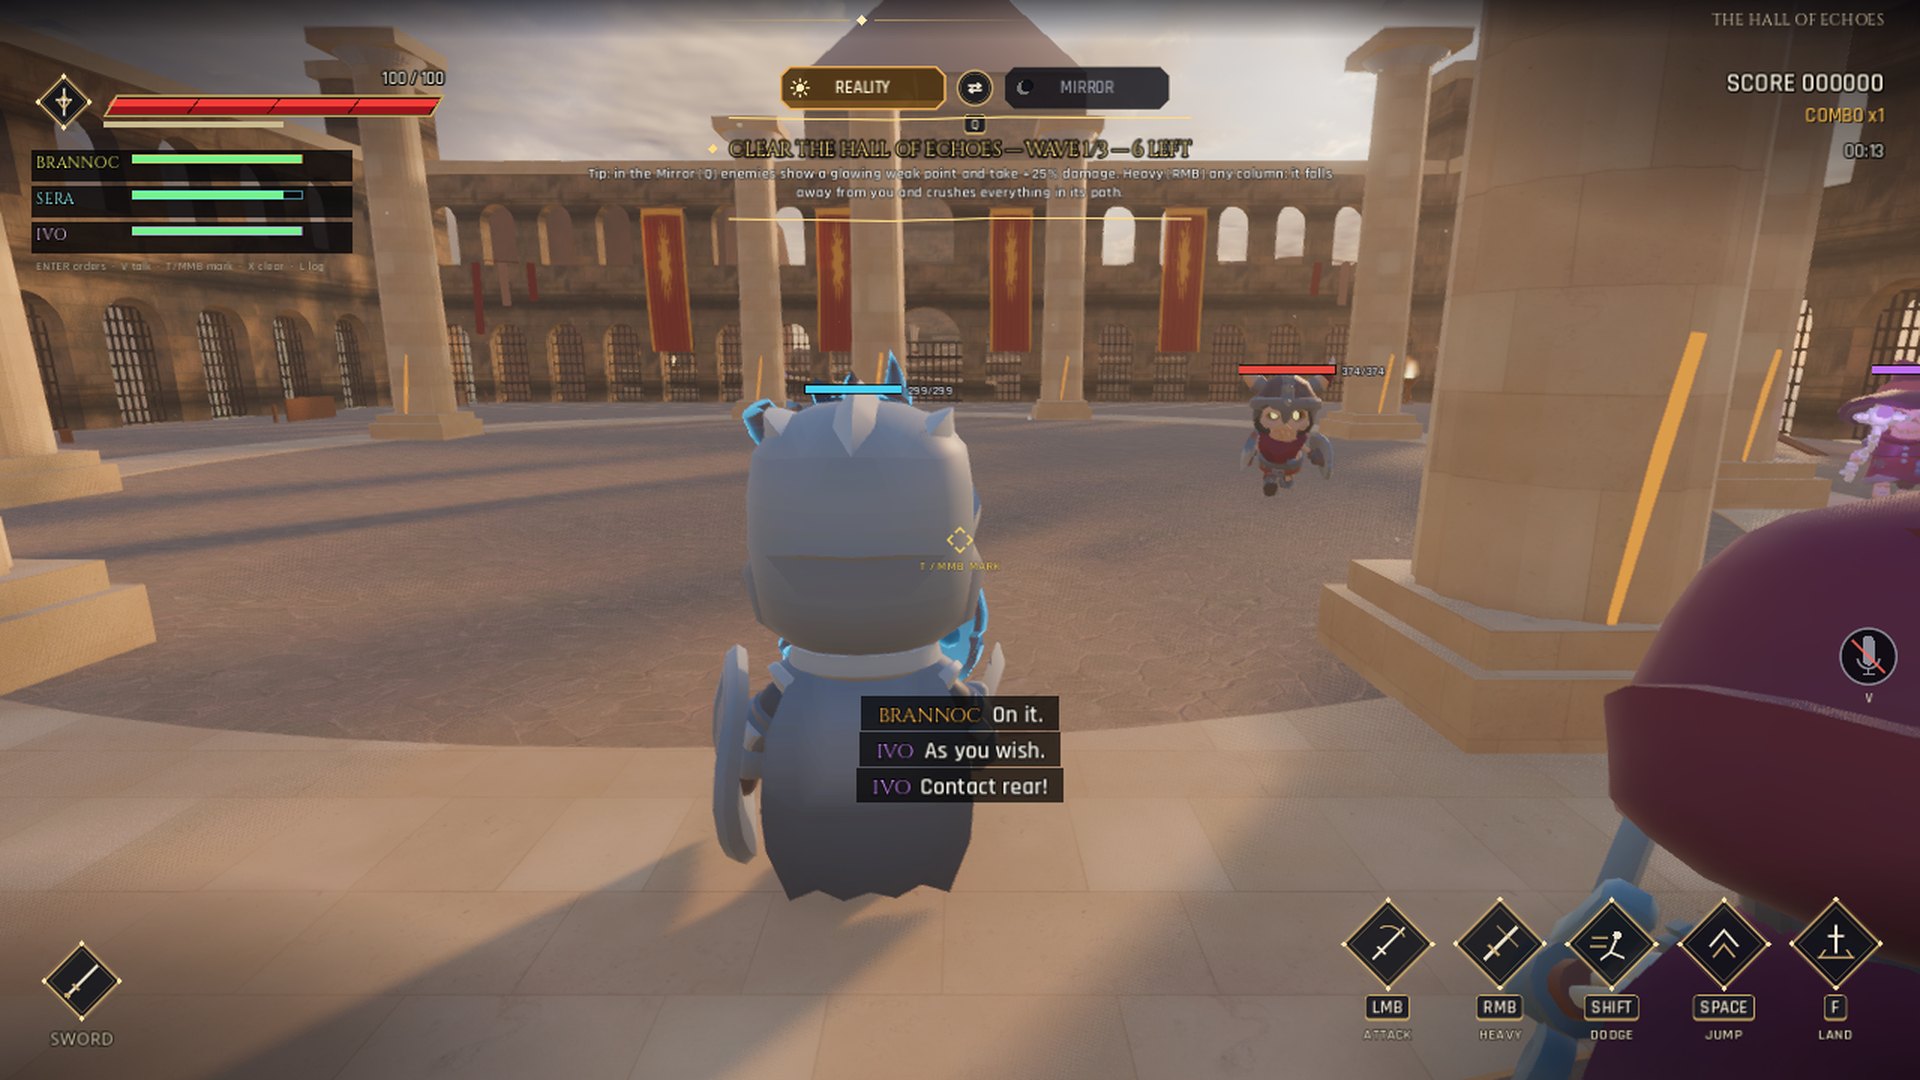 THE HALL OF ECHOES
100 / 100
REALITY
MIRROR
SCORE 000000
COMBO x1
Q
CLEAR THE HALL OF ECHOES — WAVE 1/3 — 6 LEFT
00:13
BRANNOC
Tip: in the Mirror [Q] enemies show a glowing weak point and take +25% damage. Heavy [RMB] any column: it falls
away from you and crushes everything in its path.
SERA
IVO
ENTER orders · V talk · T/MMB mark · X clear · L log
374/374
299/299
T / MMB MARK
V
BRANNOC On it.
IVO As you wish.
IVO Contact rear!
LMB
RMB
SHIFT
SPACE
F
ATTACK
HEAVY
DODGE
JUMP
LAND
SWORD